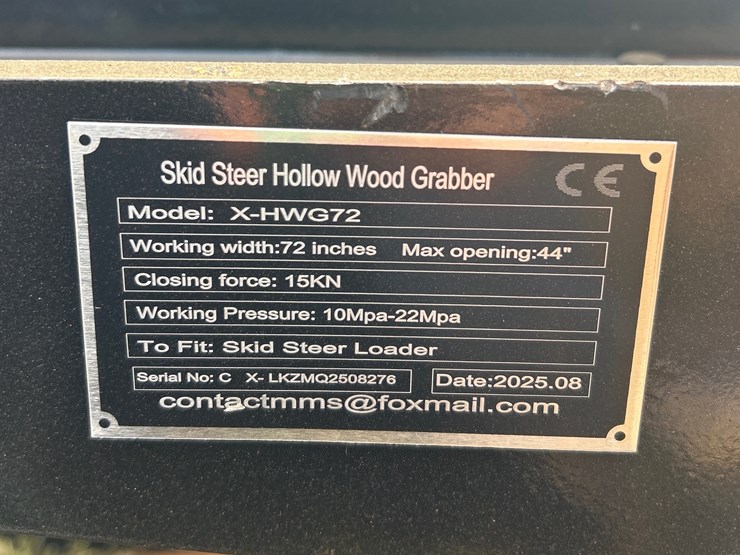 Skid Steer Hollow Wood Grabber CE
Model: X-HWG72
Working width:72 inches Max opening:44"
Closing force: 15KN
Working Pressure: 10Mpa-22Mpa
To Fit: Skid Steer Loader
Serial No: C X- LKZMQ2508276 Date:2025.08
contactmms@foxmail.com